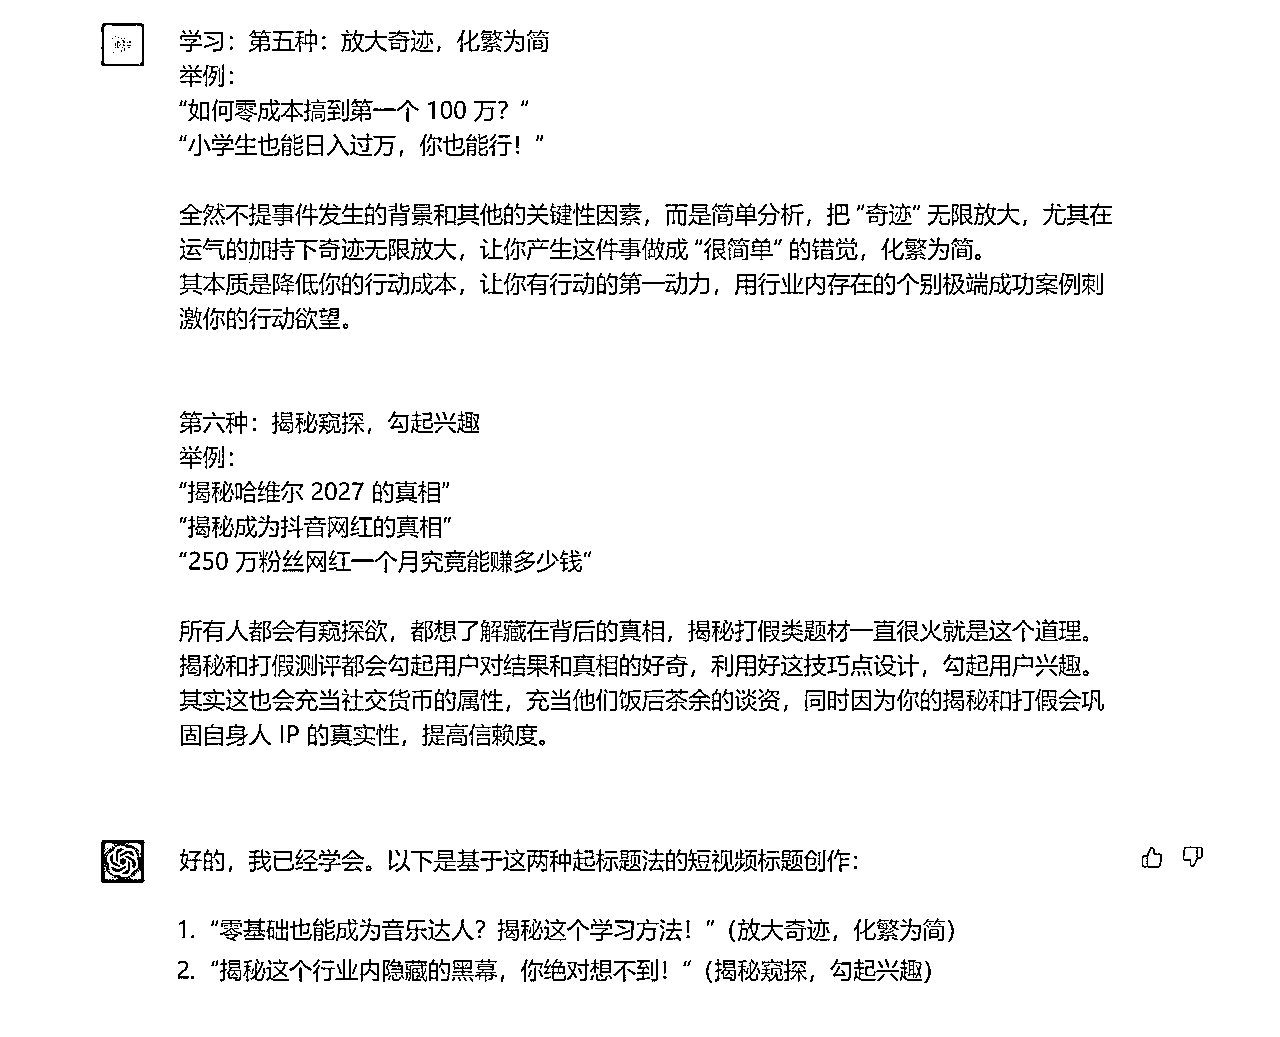 学习：第五种：放大奇迹，化繁为简
举例：
“如何零成本搞到第一个 100 万？“
“小学生也能日入过万，你也能行！”
全然不提事件发生的背景和其他的关键性因素，而是简单分析，把 “奇迹” 无限放大，尤其在
运气的加持下奇迹无限放大，让你产生这件事做成 “很简单” 的错觉，化繁为简。
其本质是降低你的行动成本，让你有行动的第一动力，用行业内存在的个别极端成功案例刺
激你的行动欲望。
第六种：揭秘窥探，勾起兴趣
举例：
“揭秘哈维尔 2027 的真相”
“揭秘成为抖音网红的真相”
“250 万粉丝网红一个月究竟能赚多少钱“
所有人都会有窥探欲，都想了解藏在背后的真相，揭秘打假类题材一直很火就是这个道理。
揭秘和打假测评都会勾起用户对结果和真相的好奇，利用好这技巧点设计，勾起用户兴趣。
其实这也会充当社交货币的属性，充当他们饭后茶余的谈资，同时因为你的揭秘和打假会巩
固自身人 IP 的真实性，提高信赖度。
好的，我已经学会。以下是基于这两种起标题法的短视频标题创作：
1. “零基础也能成为音乐达人？揭秘这个学习方法！”（放大奇迹，化繁为简）
2. “揭秘这个行业内隐藏的黑幕，你绝对想不到！“（揭秘窥探，勾起兴趣）